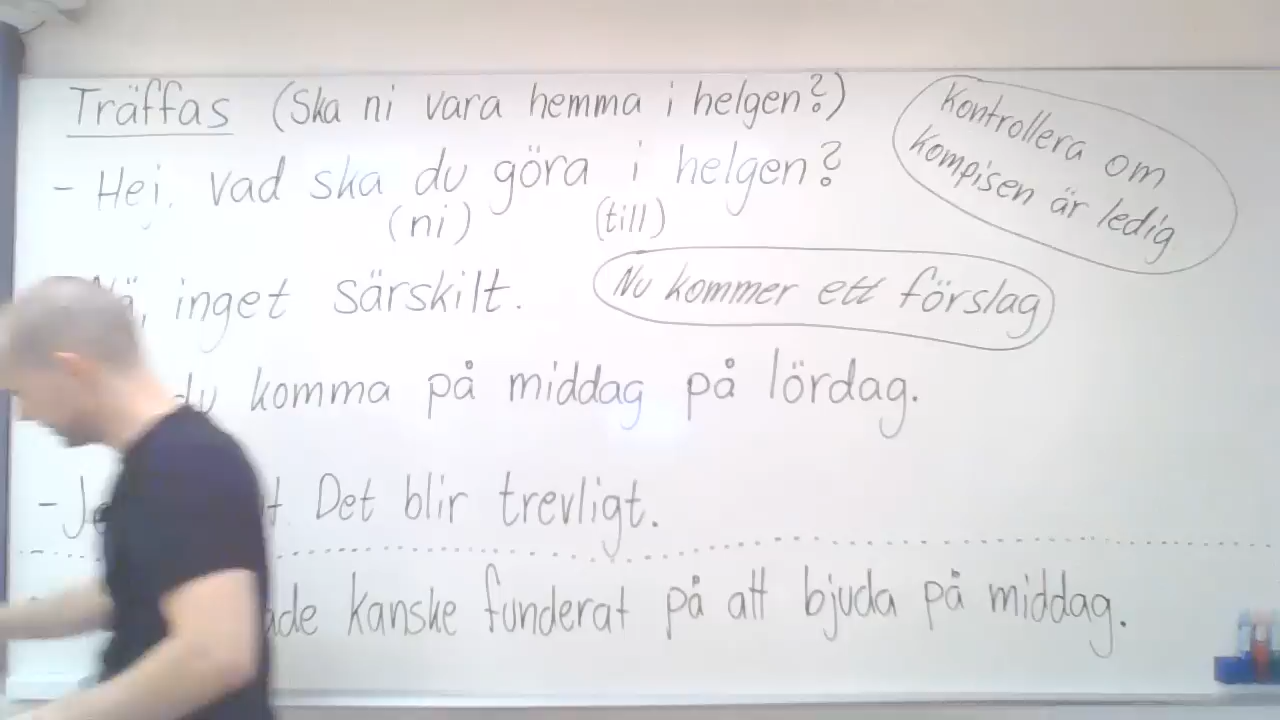 Träffas (Ska ni vara hemma i helgen?)
Kontrollera om
kompisen är ledig
- Hej. Vad ska du göra i helgen?
(ni) (till)
inget särskilt.
Nu kommer ett förslag
du komma på middag på lördag.
- Det blir trevligt.
kanske funderat på att bjuda på middag.